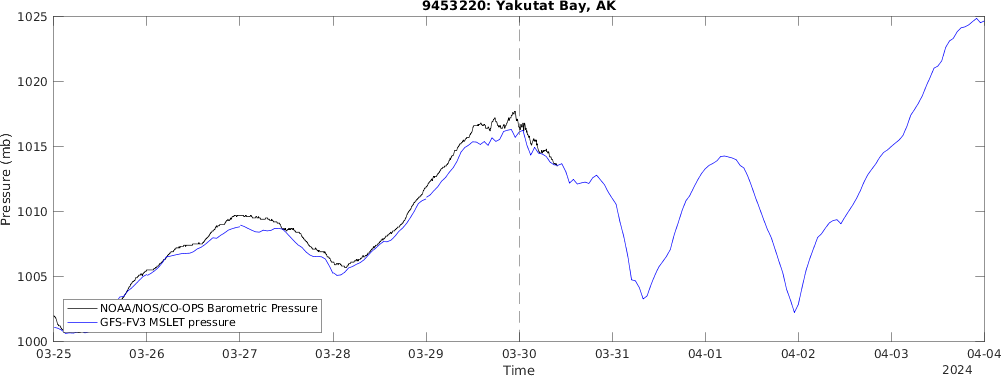 9453220: Yakutat Bay, AK
Pressure (mb)
1025
1020
1015
1010
1005
1000
NOAA/NOS/CO-OPS Barometric Pressure
GFS-FV3 MSLET pressure
03-25 03-26 03-27 03-28 03-29 03-30 03-31 04-01 04-02 04-03 04-04
Time
2024